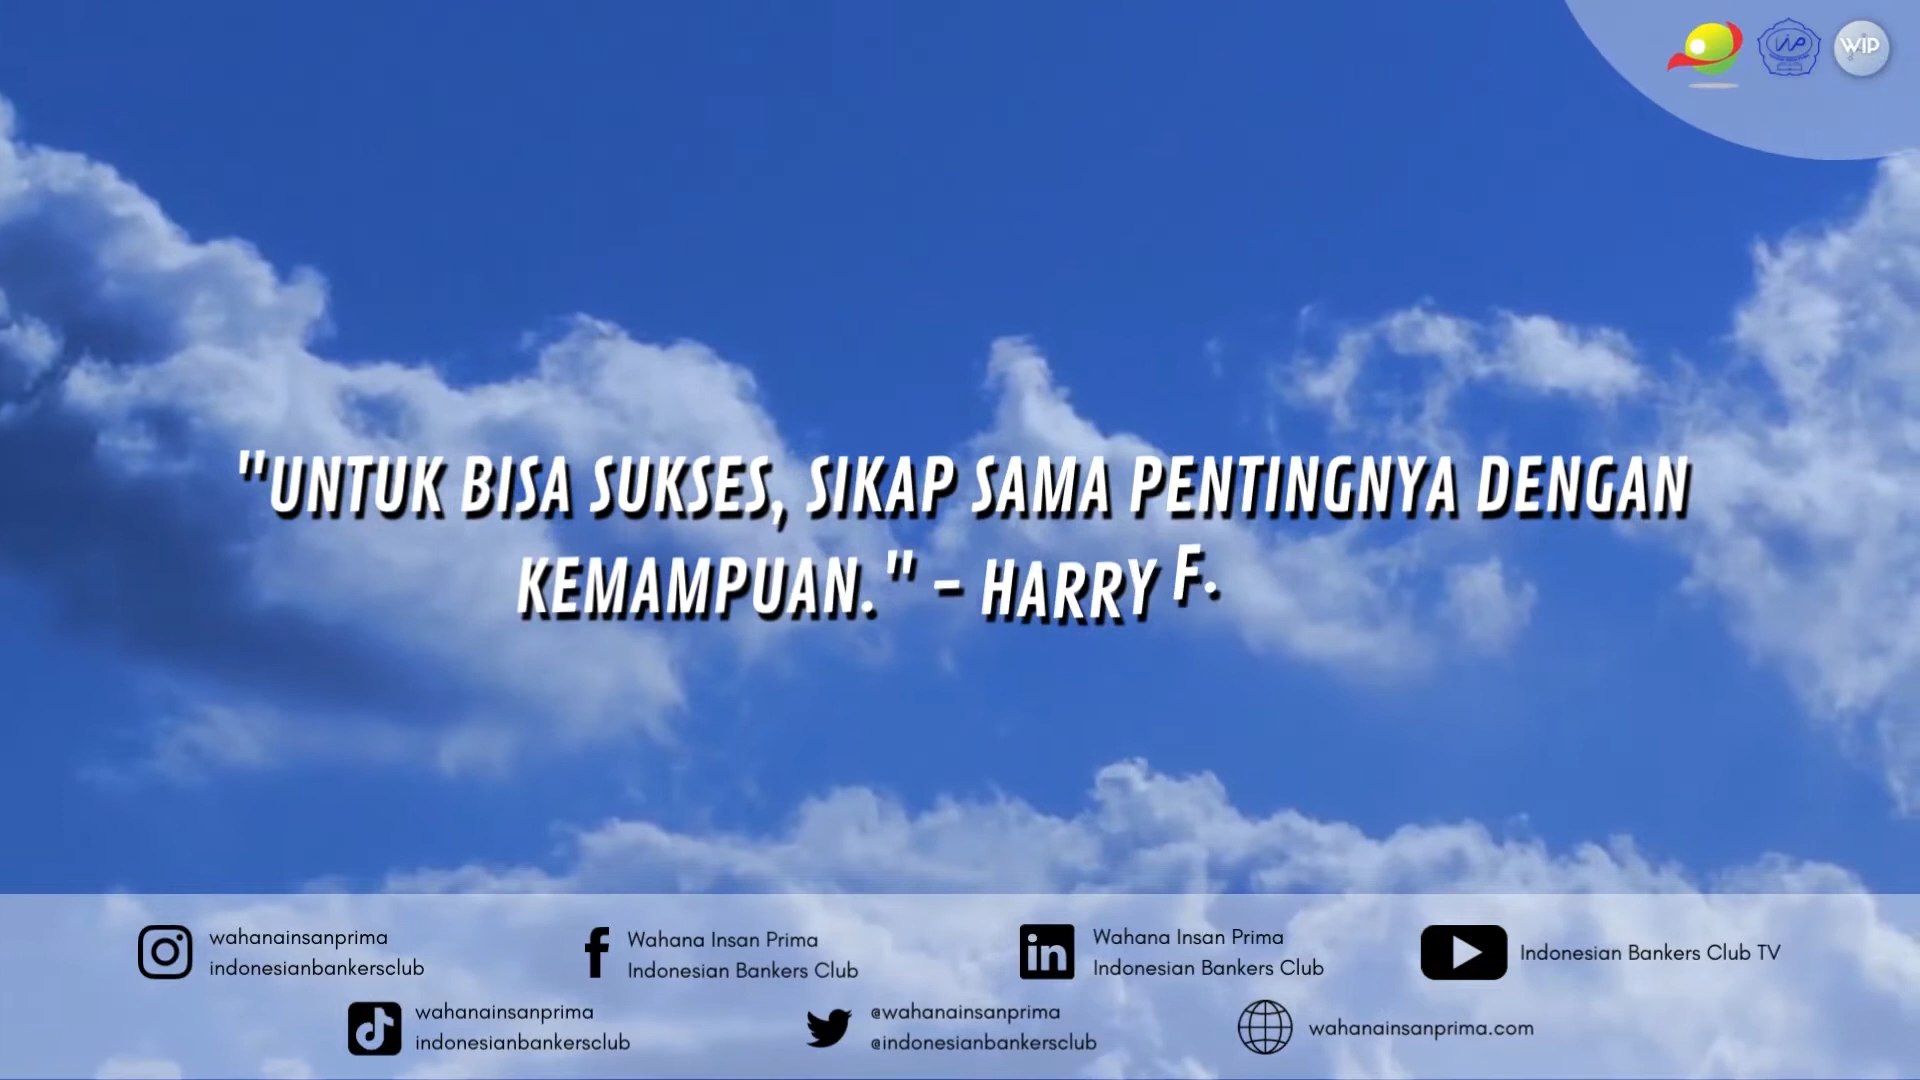 WIP
"UNTUK BISA SUKSES, SIKAP SAMA PENTINGNYA DENGAN
KEMAMPUAN." – HARRY F.
wahanainsanprima
indonesianbankersclub
Wahana Insan Prima
Indonesian Bankers Club
Wahana Insan Prima
Indonesian Bankers Club
Indonesian Bankers Club TV
wahanainsanprima
indonesianbankersclub
@wahanainsanprima
@indonesianbankersclub
wahanainsanprima.com